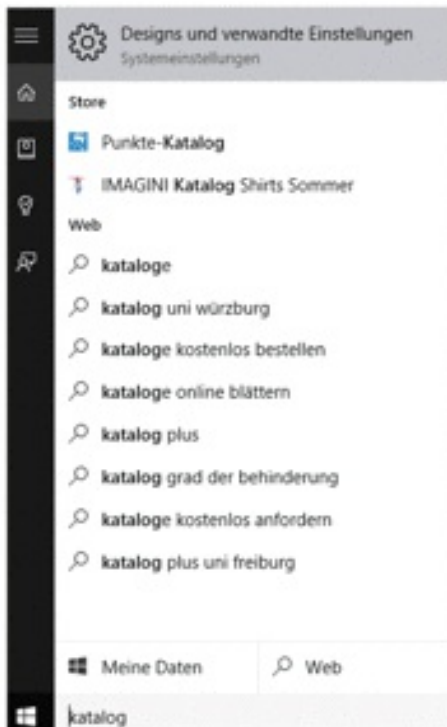 Designs und verwandte Einstellungen
Systemeinstellungen
Store
Punkte-Katalog
IMAGINI Katalog Shirts Sommer
Web
kataloge
katalog uni würzburg
kataloge kostenlos bestellen
kataloge online blättern
katalog plus
katalog grad der behinderung
kataloge kostenlos anfordern
katalog plus uni freiburg
Meine Daten
Web
katalog